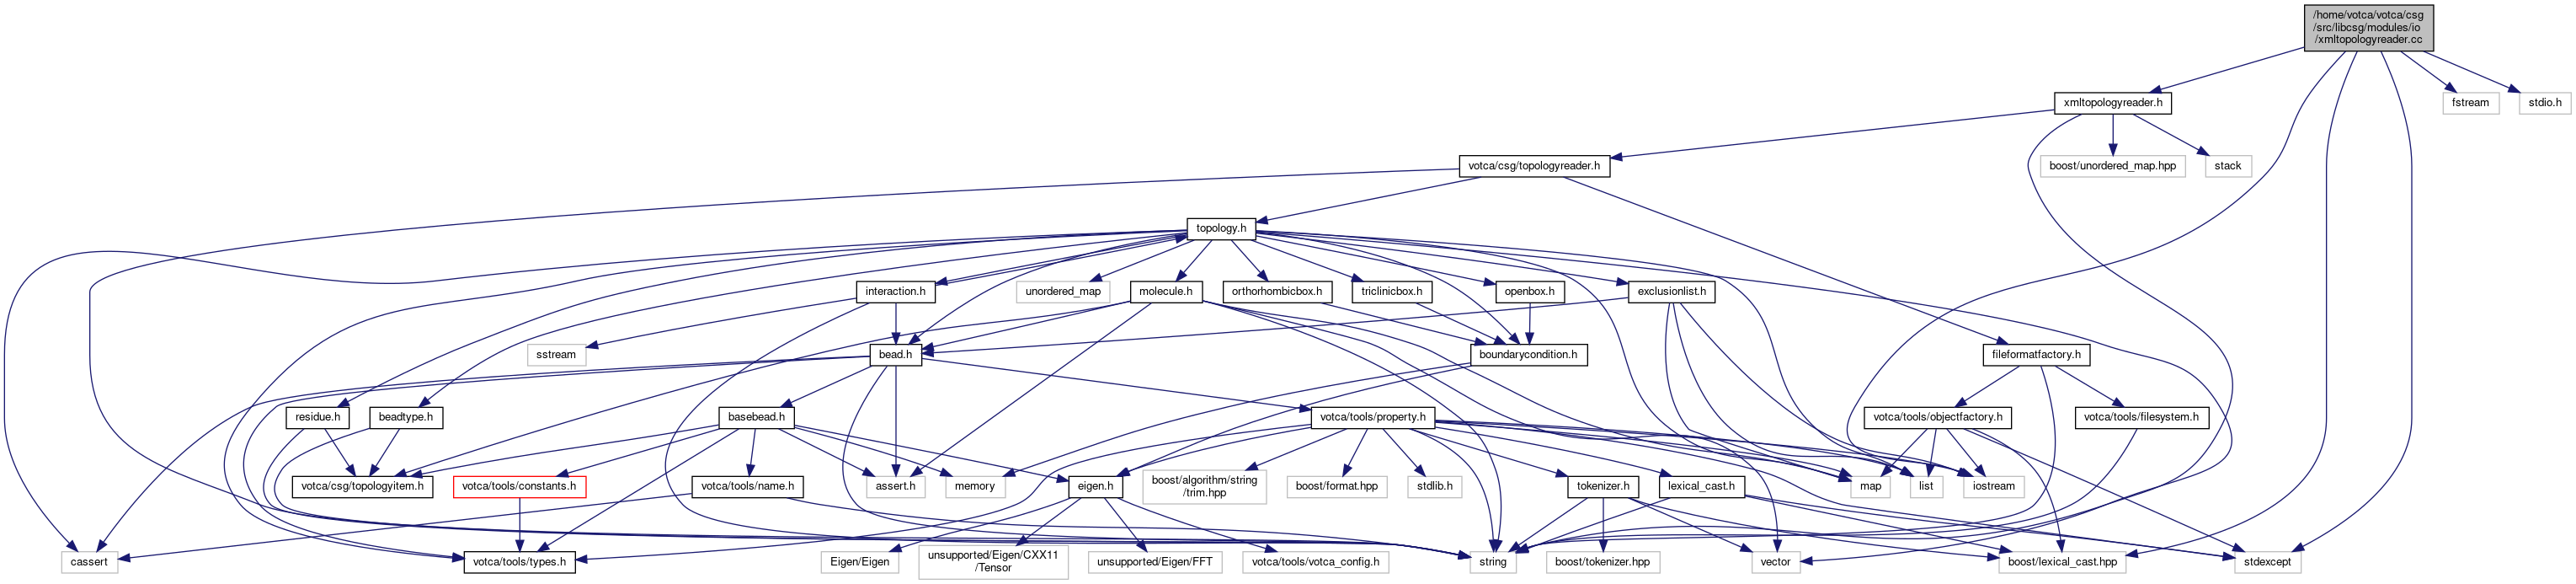 /home/votca/votca/csg
/src/libcsg/modules/io
/xmltopologyreader.cc
xmltopologyreader.h
fstream
stdio.h
votca/csg/topologyreader.h
boost/unordered_map.hpp
stack
topology.h
interaction.h
unordered_map
molecule.h
orthorhombicbox.h
triclinicbox.h
openbox.h
exclusionlist.h
sstream
bead.h
boundarycondition.h
fileformatfactory.h
residue.h
beadtype.h
basebead.h
votca/tools/property.h
votca/tools/objectfactory.h
votca/tools/filesystem.h
votca/csg/topologyitem.h
votca/tools/constants.h
votca/tools/name.h
assert.h
memory
eigen.h
boost/algorithm/string
/trim.hpp
boost/format.hpp
stdlib.h
tokenizer.h
lexical_cast.h
map
list
iostream
cassert
votca/tools/types.h
Eigen/Eigen
unsupported/Eigen/CXX11
/Tensor
unsupported/Eigen/FFT
votca/tools/votca_config.h
string
boost/tokenizer.hpp
vector
boost/lexical_cast.hpp
stdexcept